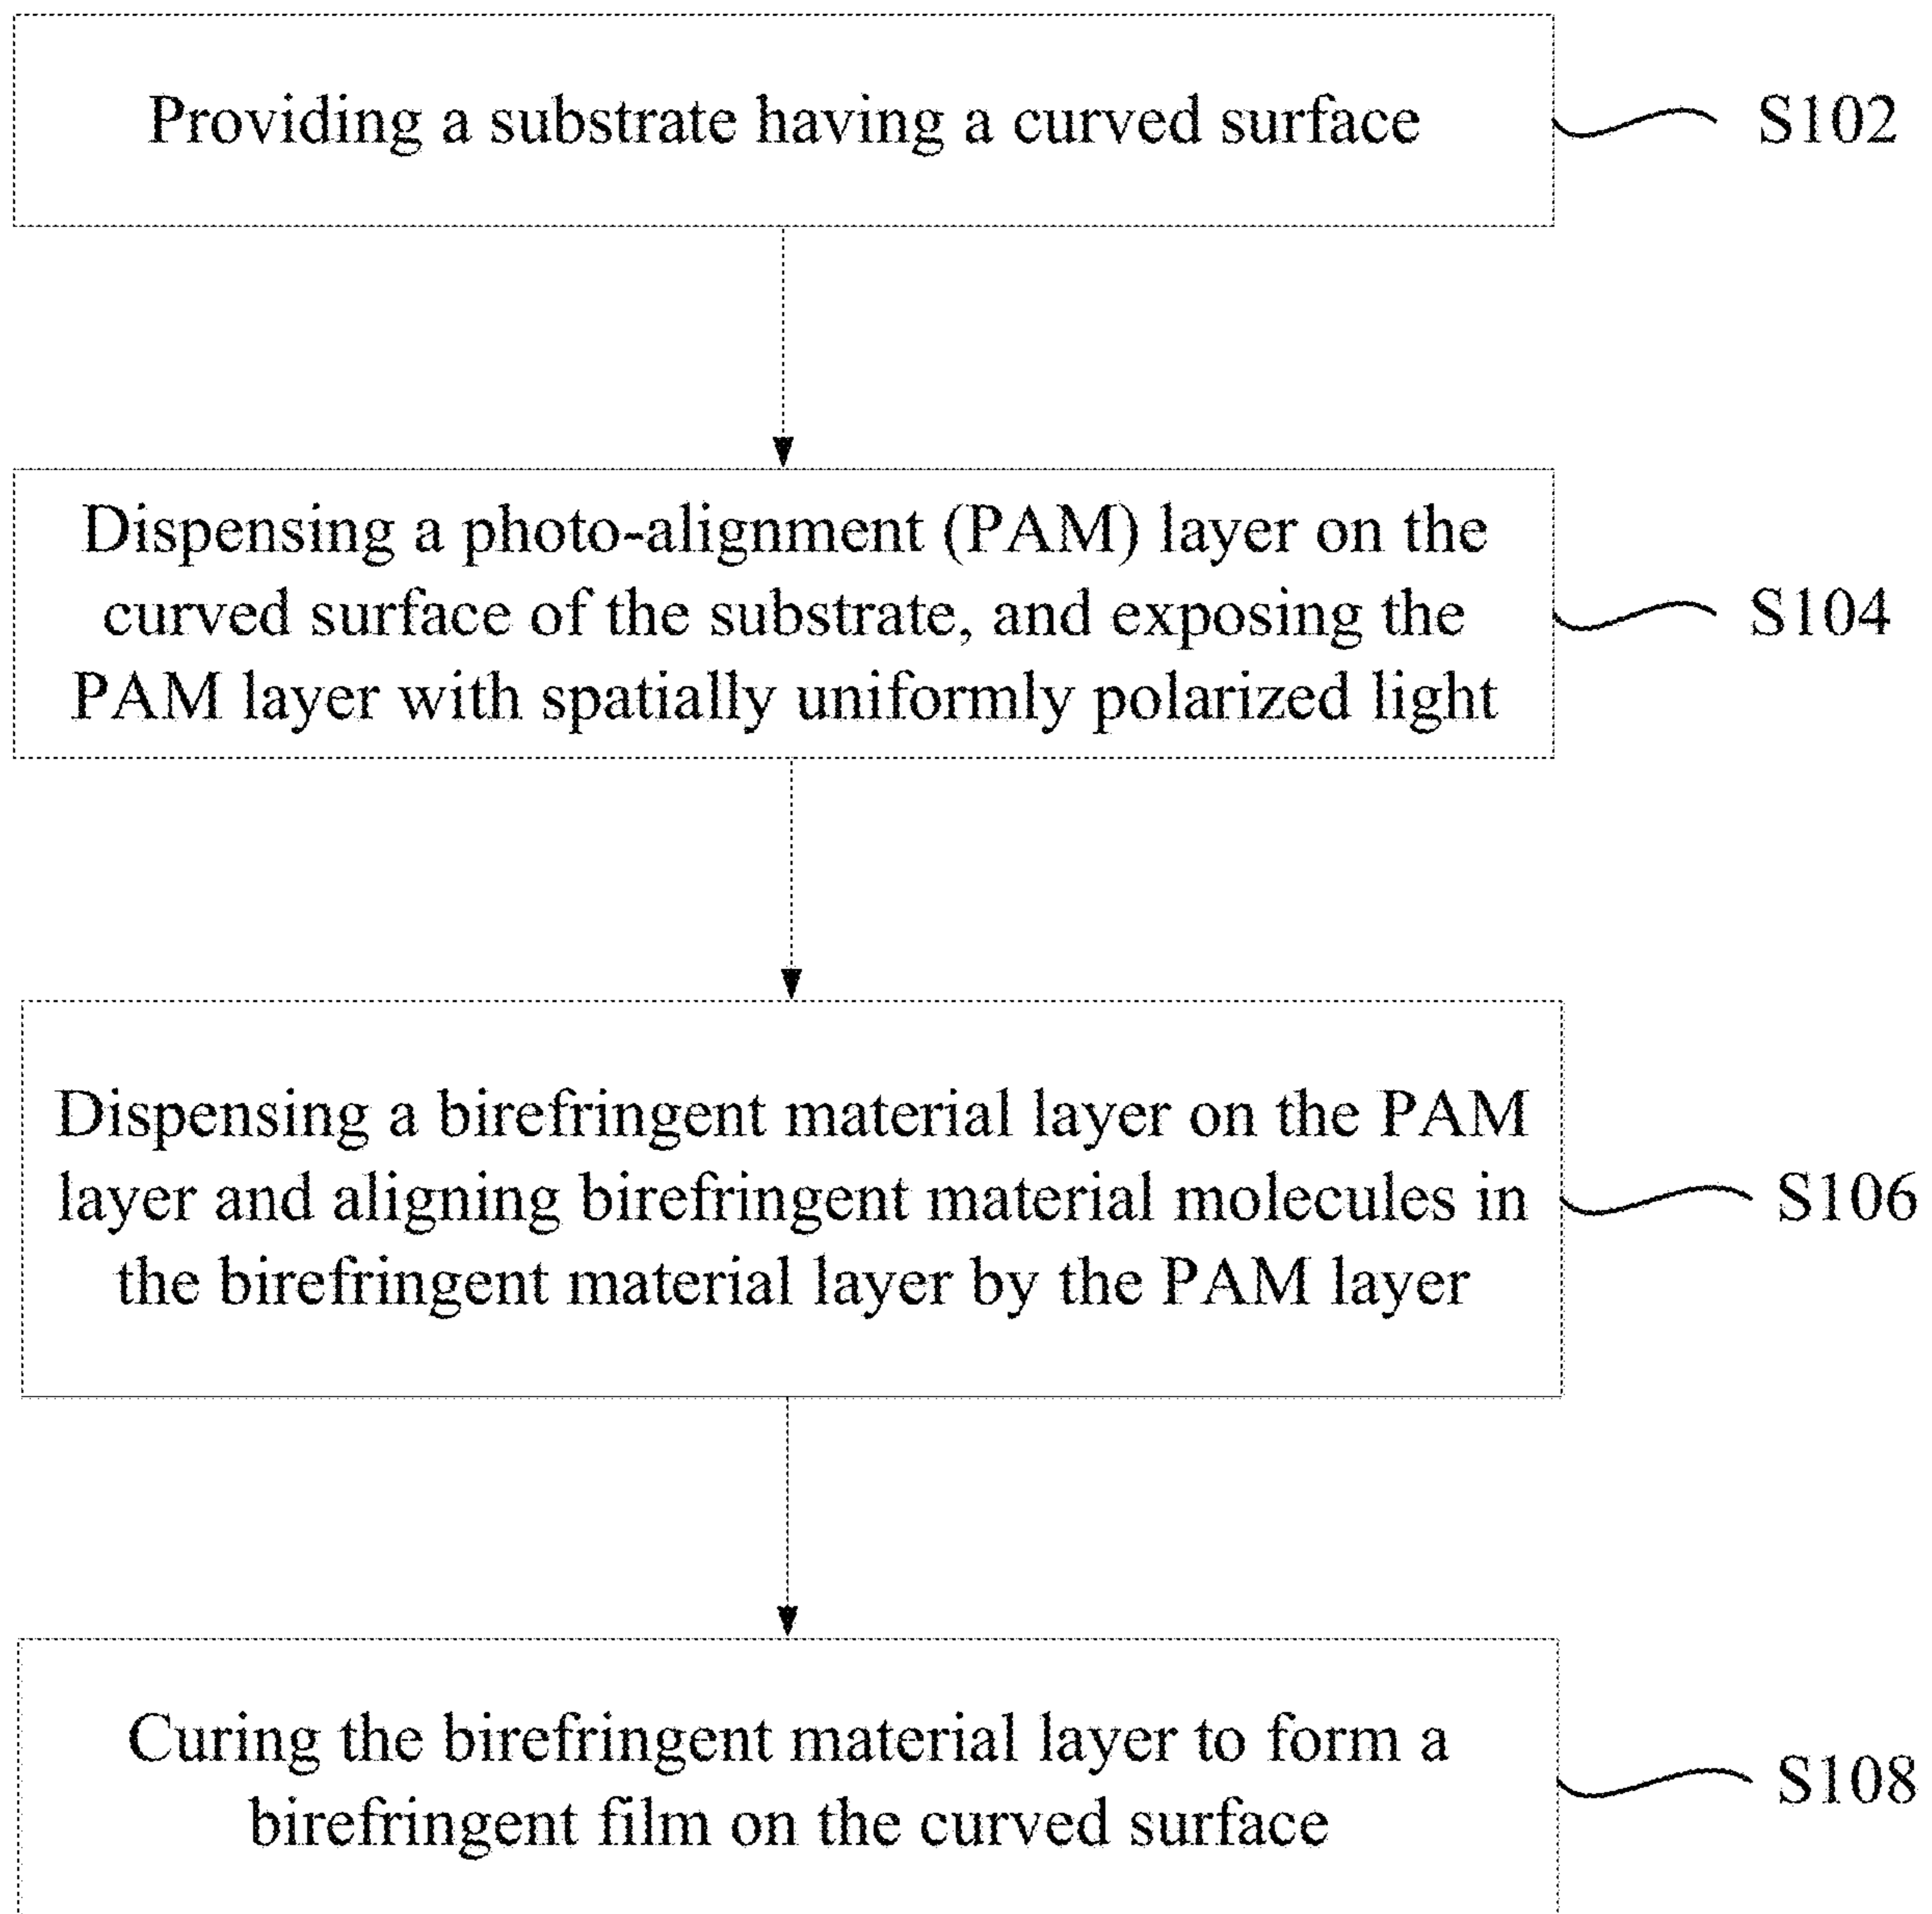 Providing a substrate having a curved surface
S102
Dispensing a photo-alignment (PAM) layer on the
curved surface of the substrate, and exposing the
PAM layer with spatially uniformly polarized light
S104
Dispensing a birefringent material layer on the PAM
layer and aligning birefringent material molecules in
the birefringent material layer by the PAM layer
S106
Curing the birefringent material layer to form a
birefringent film on the curved surface
S108